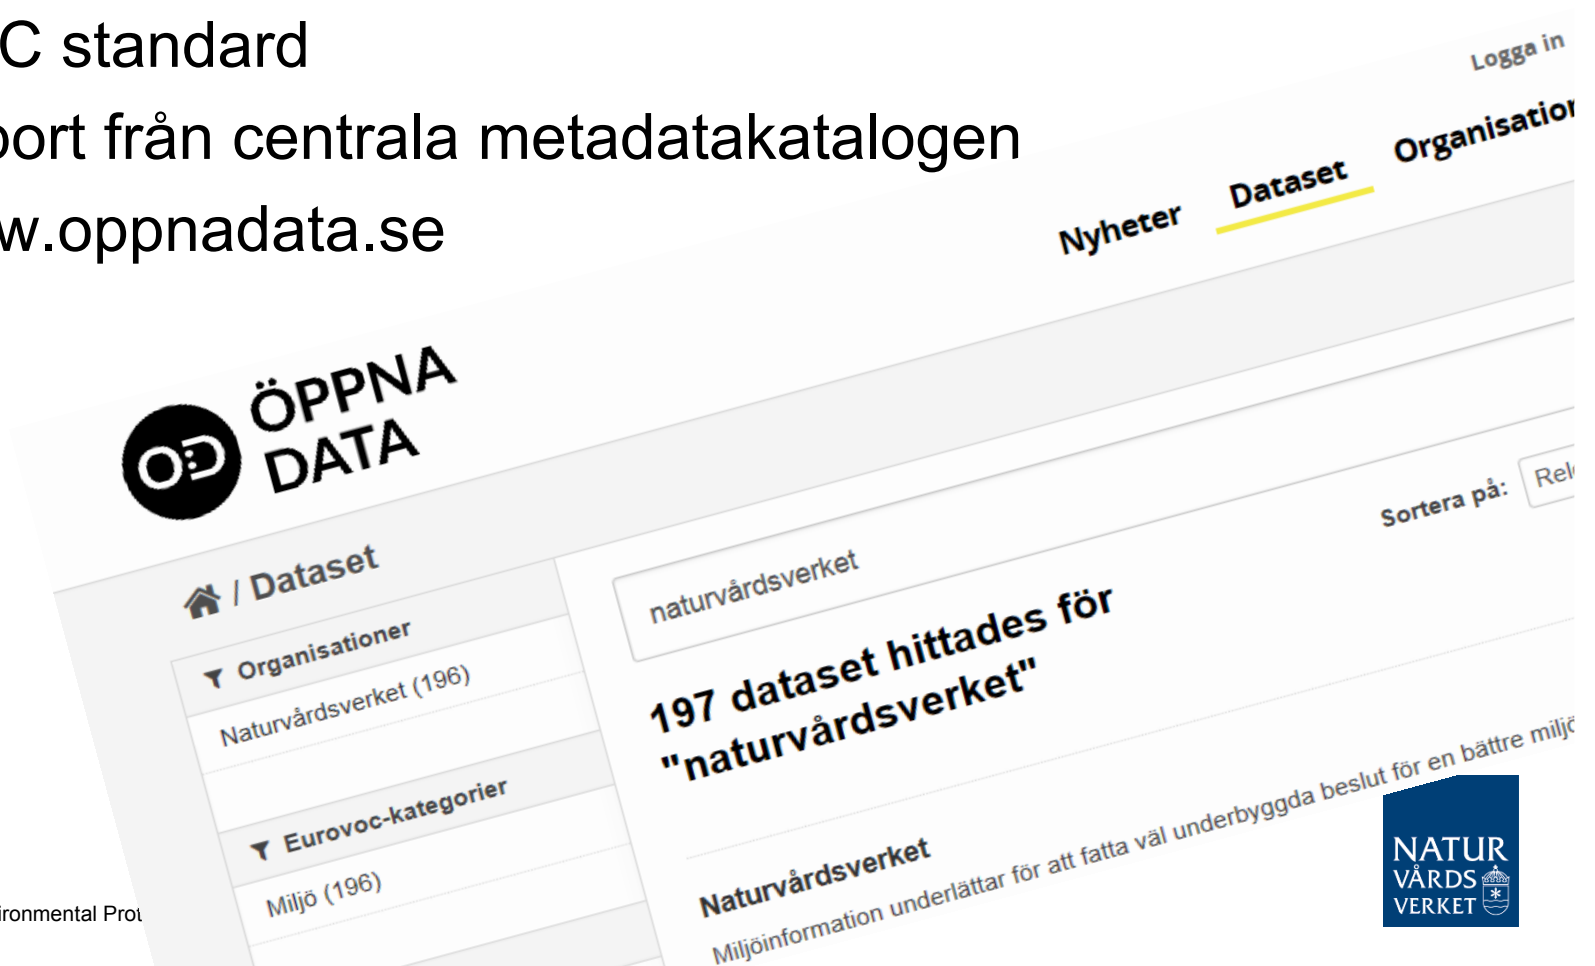 C standard
port från centrala metadatakatalogen
w.oppnadata.se
Logga in
Nyheter Dataset Organisation
ÖPPNA
DATA
/ Dataset
Organisationer
Naturvårdsverket (196)
Eurovoc-kategorier
Miljö (196)
naturvårdsverket
Sortera på: Rel
197 dataset hittades för
"naturvårdsverket"
Naturvårdsverket
Miljöinformation underlättar för att fatta väl underbyggda beslut för en bättre miljö
ironmental Prot
NATUR
VÅRDS
VERKET